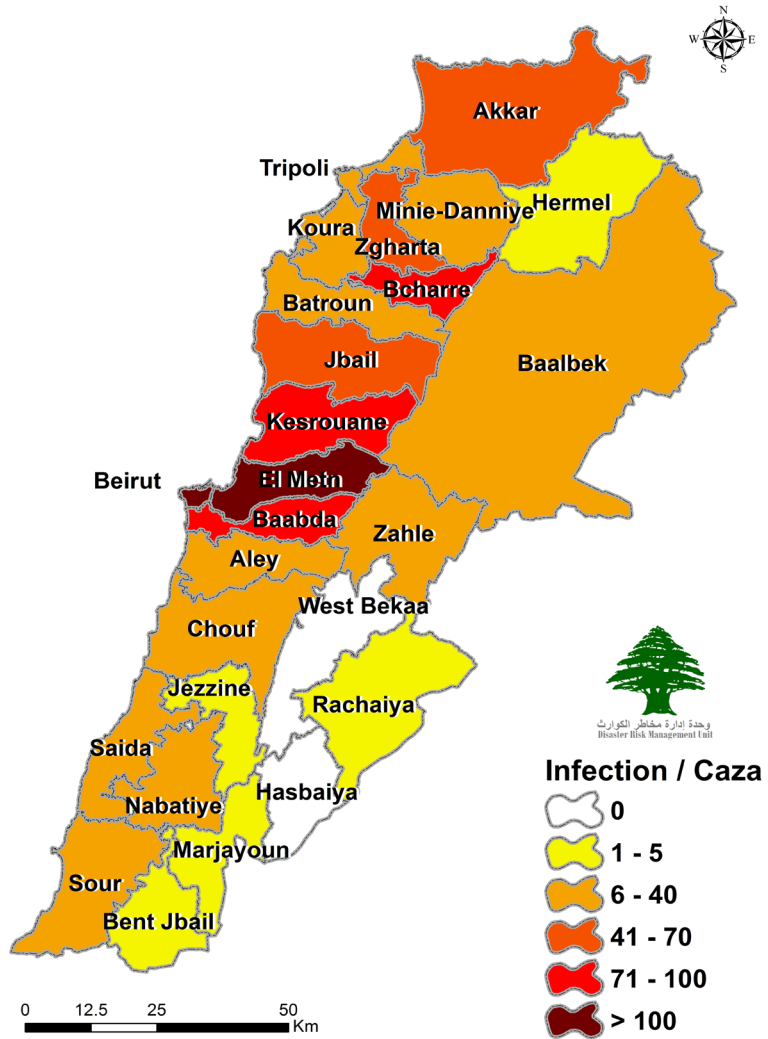 N
W E
S
Akkar
Tripoli
Hermel
Minie-Danniye
Koura
Zgharta
Bcharre
Batroun
Jbail
Baalbek
Kesrouane
El Metn
Beirut
Baabda
Zahle
Aley
West Bekaa
Chouf
Jezzine
Rachaiya
Saida
Hasbaiya
Nabatiye
Marjayoun
Sour
Bent Jbail
وحدة إدارة مخاطر الكوارث
Disaster Risk Management Unit
Infection / Caza
0
1 - 5
6 - 40
41 - 70
71 - 100
> 100
0 12.5 25 50
Km